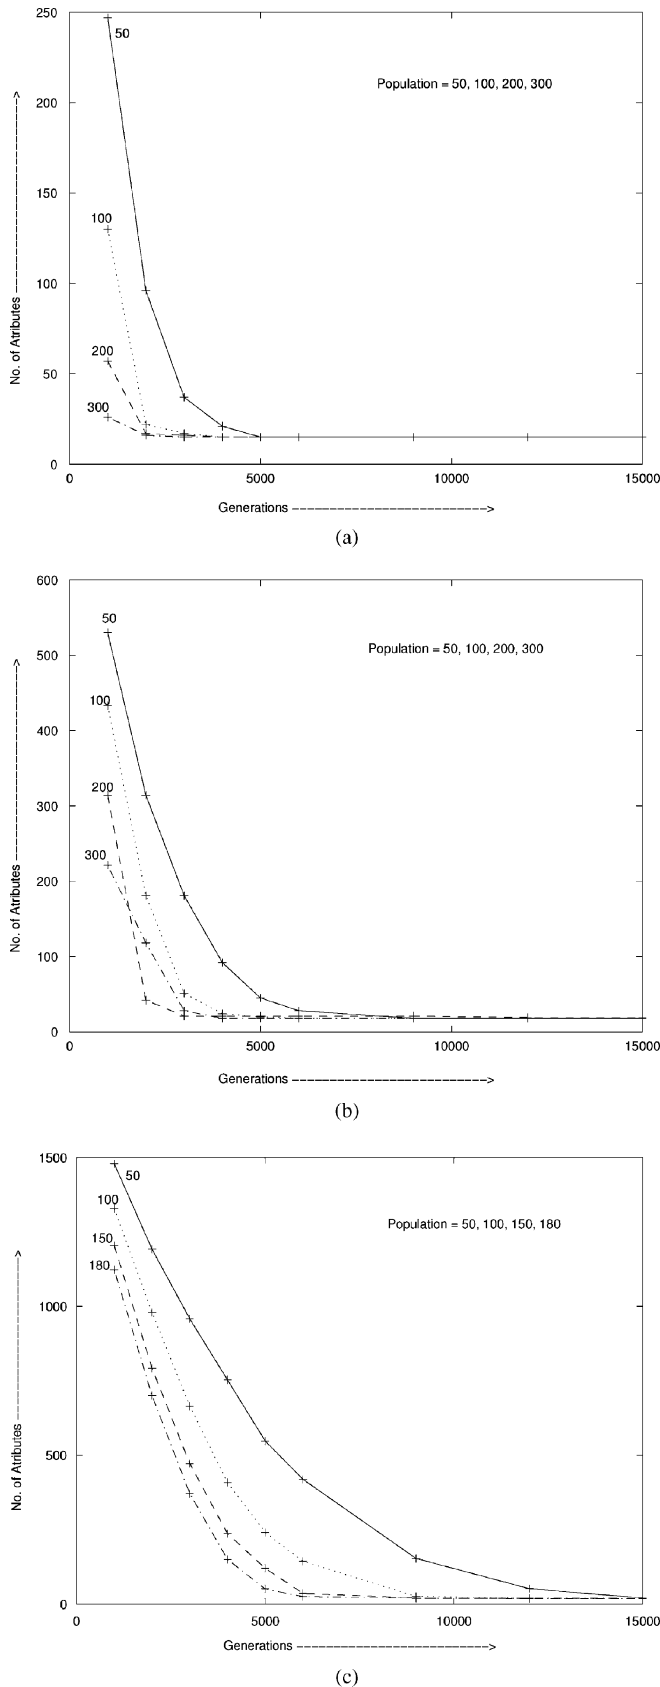 250
50
Population = 50, 100, 200, 300
200
150
100
100
200
50
300
0
0 5000 10000 15000
No. of Atributes ---------------------->
Generations ------------------------------>
(a)
600
50
Population = 50, 100, 200, 300
500
100
400
200
300
300
200
100
0
0 5000 10000 15000
No. of Atributes ---------------------->
Generations ------------------------------>
(b)
1500
50
100
Population = 50, 100, 150, 180
150
180
1000
500
0
0 5000 10000 15000
No. of Atributes ---------------------->
Generations ------------------------------>
(c)